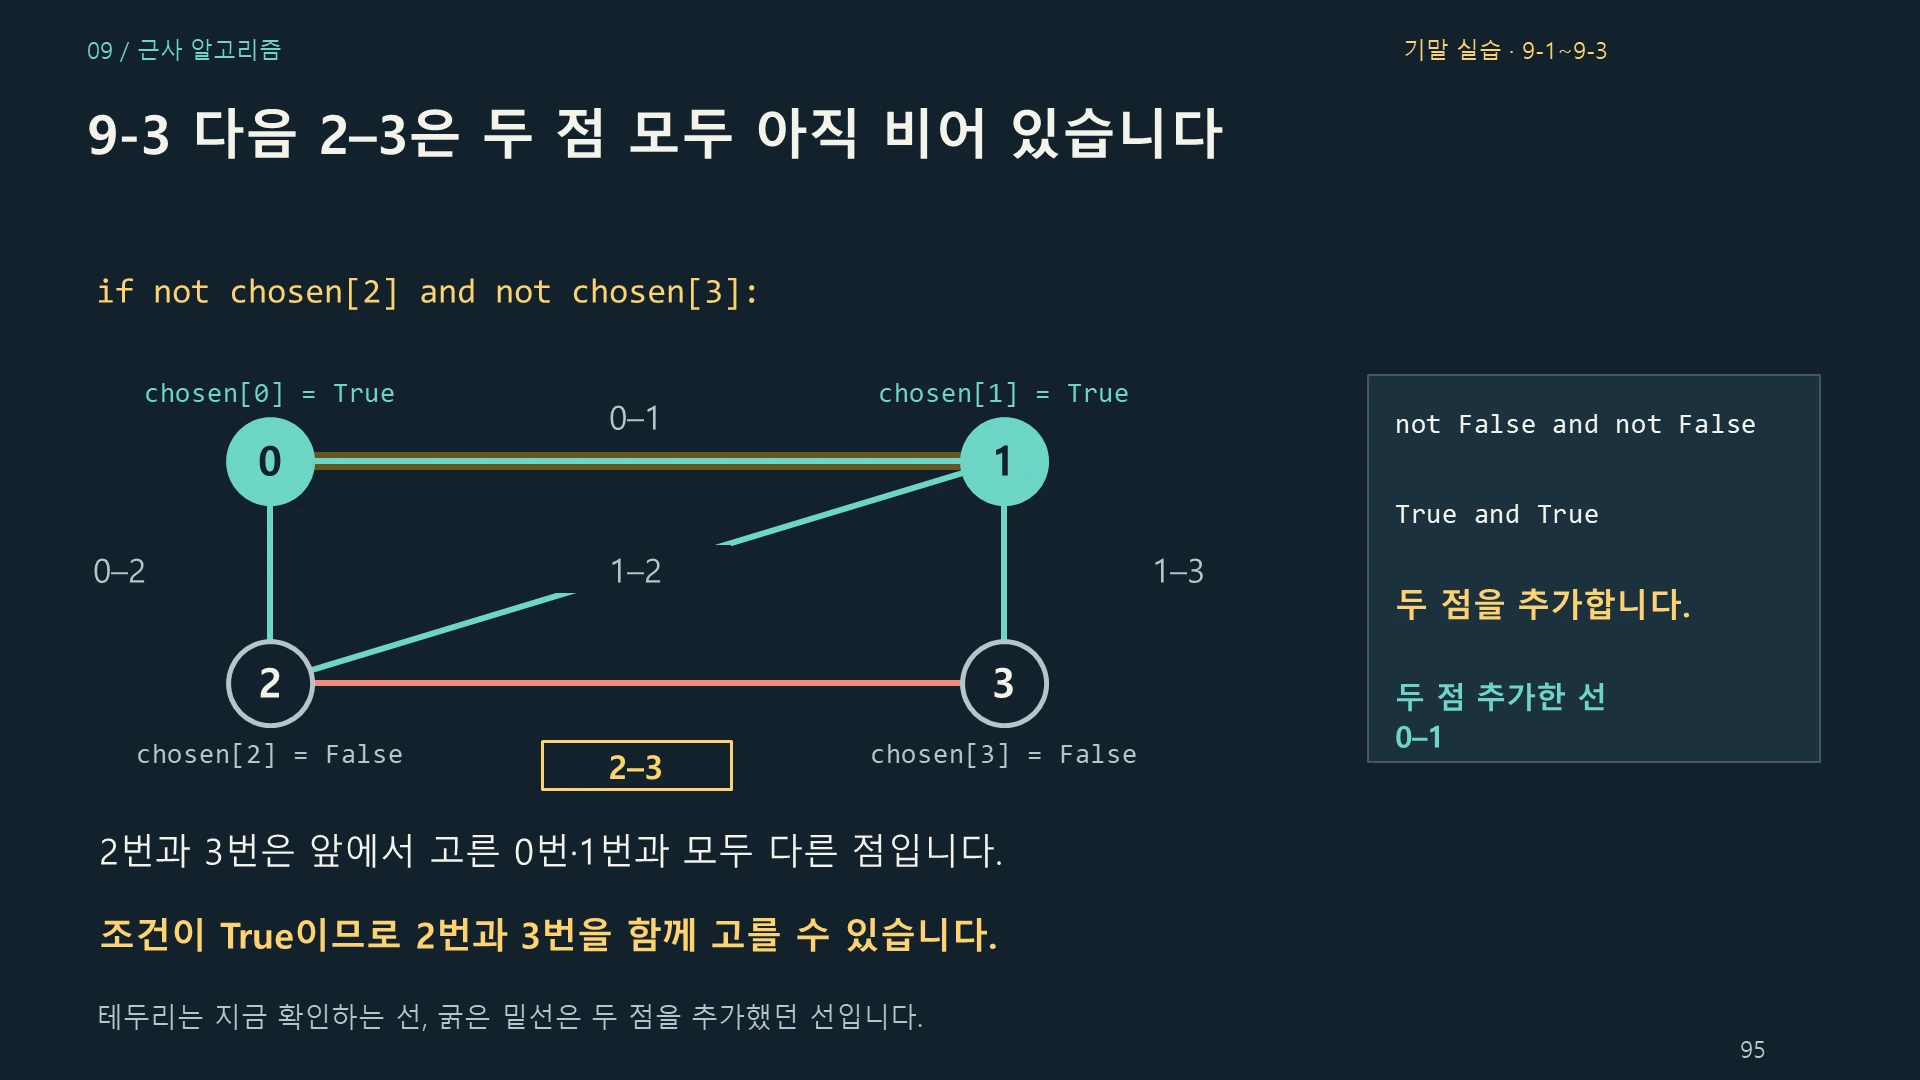 09 / 근사 알고리즘
기말 실습 · 9-1~9-3
9-3 다음 2–3은 두 점 모두 아직 비어 있습니다
if not chosen[2] and not chosen[3]:
chosen[0] = True
chosen[1] = True
0–1
0
1
0–2
1–2
1–3
2
3
chosen[2] = False
2–3
chosen[3] = False
not False and not False
True and True
두 점을 추가합니다.
두 점 추가한 선
0–1
2번과 3번은 앞에서 고른 0번·1번과 모두 다른 점입니다.
조건이 True이므로 2번과 3번을 함께 고를 수 있습니다.
테두리는 지금 확인하는 선, 굵은 밑선은 두 점을 추가했던 선입니다.
95